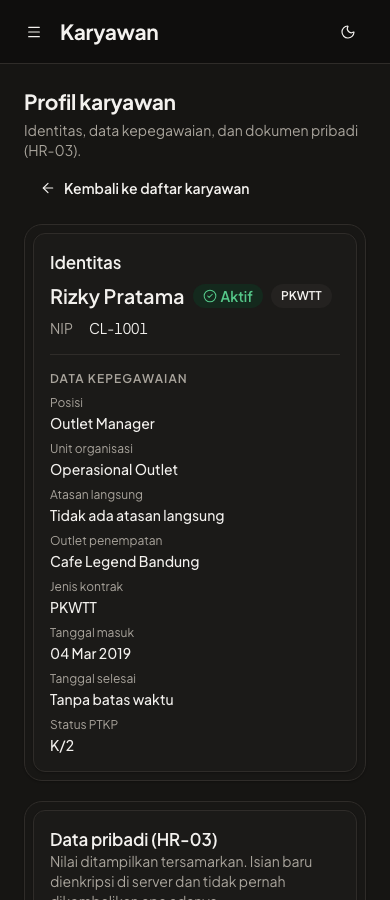 Karyawan
Profil karyawan
Identitas, data kepegawaian, dan dokumen pribadi
(HR-03).
Kembali ke daftar karyawan
Identitas
Rizky Pratama Aktif PKWTT
NIP CL-1001
DATA KEPEGAWAIAN
Posisi
Outlet Manager
Unit organisasi
Operasional Outlet
Atasan langsung
Tidak ada atasan langsung
Outlet penempatan
Cafe Legend Bandung
Jenis kontrak
PKWTT
Tanggal masuk
04 Mar 2019
Tanggal selesai
Tanpa batas waktu
Status PTKP
K/2
Data pribadi (HR-03)
Nilai ditampilkan tersamarkan. Isian baru
dienkripsi di server dan tidak pernah